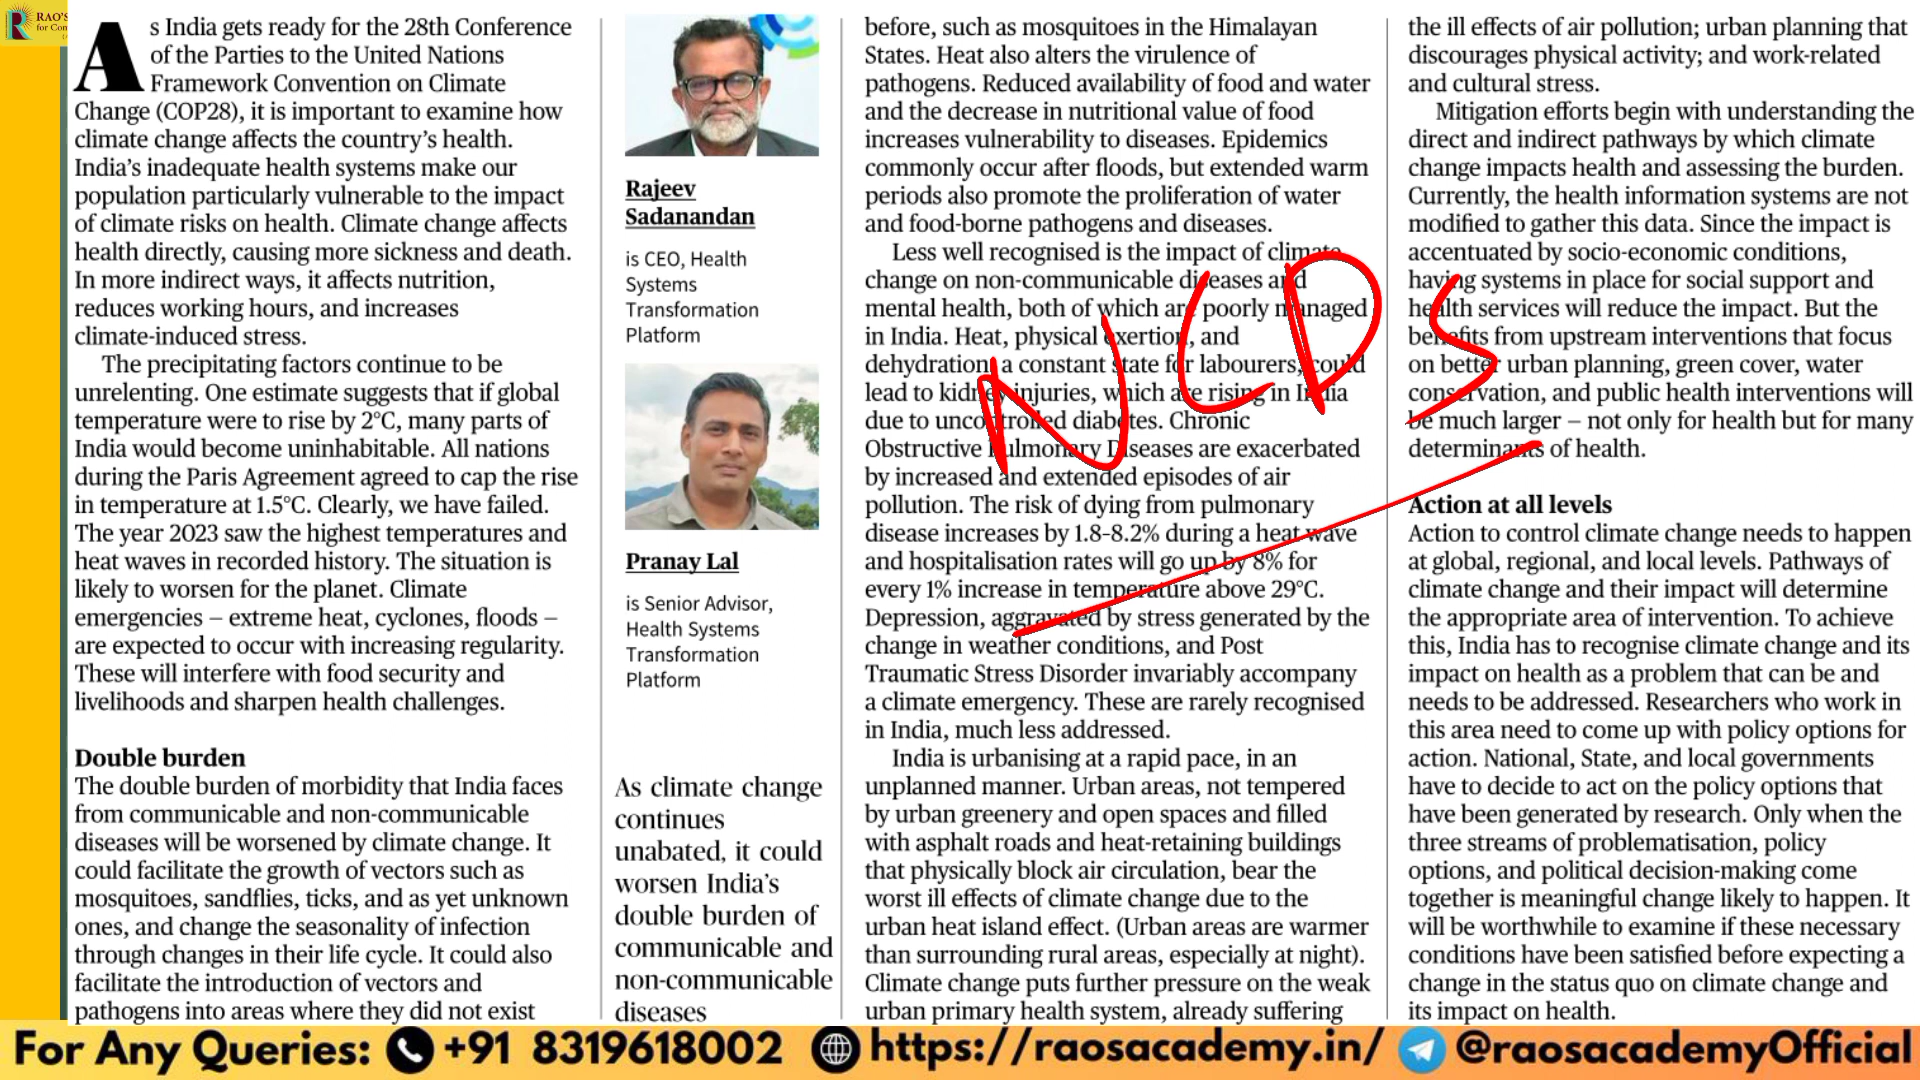 RAO'S
for Com
As India gets ready for the 28th Conference
of the Parties to the United Nations
Framework Convention on Climate
Change (COP28), it is important to examine how
climate change affects the country's health.
India's inadequate health systems make our
population particularly vulnerable to the impact
of climate risks on health. Climate change affects
health directly, causing more sickness and death.
In more indirect ways, it affects nutrition,
reduces working hours, and increases
climate-induced stress.
The precipitating factors continue to be
unrelenting. One estimate suggests that if global
temperature were to rise by 2°C, many parts of
India would become uninhabitable. All nations
during the Paris Agreement agreed to cap the rise
in temperature at 1.5°C. Clearly, we have failed.
The year 2023 saw the highest temperatures and
heat waves in recorded history. The situation is
likely to worsen for the planet. Climate
emergencies – extreme heat, cyclones, floods –
are expected to occur with increasing regularity.
These will interfere with food security and
livelihoods and sharpen health challenges.
Double burden
The double burden of morbidity that India faces
from communicable and non-communicable
diseases will be worsened by climate change. It
could facilitate the growth of vectors such as
mosquitoes, sandflies, ticks, and as yet unknown
ones, and change the seasonality of infection
through changes in their life cycle. It could also
facilitate the introduction of vectors and
pathogens into areas where they did not exist
Rajeev
Sadanandan
is CEO, Health
Systems
Transformation
Platform
Pranay Lal
is Senior Advisor,
Health Systems
Transformation
Platform
As climate change
continues
unabated, it could
worsen India's
double burden of
communicable and
non-communicable
diseases
before, such as mosquitoes in the Himalayan
States. Heat also alters the virulence of
pathogens. Reduced availability of food and water
and the decrease in nutritional value of food
increases vulnerability to diseases. Epidemics
commonly occur after floods, but extended warm
periods also promote the proliferation of water
and food-borne pathogens and diseases.
Less well recognised is the impact of climate
change on non-communicable diseases and
mental health, both of which are poorly managed
in India. Heat, physical exertion, and
dehydration, a constant state for labourers, could
lead to kidney injuries, which are rising in India
due to uncontrolled diabetes. Chronic
Obstructive Pulmonary Diseases are exacerbated
by increased and extended episodes of air
pollution. The risk of dying from pulmonary
disease increases by 1.8-8.2% during a heat wave
and hospitalisation rates will go up by 8% for
every 1% increase in temperature above 29°C.
Depression, aggravated by stress generated by the
change in weather conditions, and Post
Traumatic Stress Disorder invariably accompany
a climate emergency. These are rarely recognised
in India, much less addressed.
India is urbanising at a rapid pace, in an
unplanned manner. Urban areas, not tempered
by urban greenery and open spaces and filled
with asphalt roads and heat-retaining buildings
that physically block air circulation, bear the
worst ill effects of climate change due to the
urban heat island effect. (Urban areas are warmer
than surrounding rural areas, especially at night).
Climate change puts further pressure on the weak
urban primary health system, already suffering
NCDS
the ill effects of air pollution; urban planning that
discourages physical activity; and work-related
and cultural stress.
Mitigation efforts begin with understanding the
direct and indirect pathways by which climate
change impacts health and assessing the burden.
Currently, the health information systems are not
modified to gather this data. Since the impact is
accentuated by socio-economic conditions,
having systems in place for social support and
health services will reduce the impact. But the
benefits from upstream interventions that focus
on better urban planning, green cover, water
conservation, and public health interventions will
be much larger – not only for health but for many
determinants of health.
Action at all levels
Action to control climate change needs to happen
at global, regional, and local levels. Pathways of
climate change and their impact will determine
the appropriate area of intervention. To achieve
this, India has to recognise climate change and its
impact on health as a problem that can be and
needs to be addressed. Researchers who work in
this area need to come up with policy options for
action. National, State, and local governments
have to decide to act on the policy options that
have been generated by research. Only when the
three streams of problematisation, policy
options, and political decision-making come
together is meaningful change likely to happen. It
will be worthwhile to examine if these necessary
conditions have been satisfied before expecting a
change in the status quo on climate change and
its impact on health.
For Any Queries: +91 8319618002 https://raosacademy.in/ @raosacademyOfficial